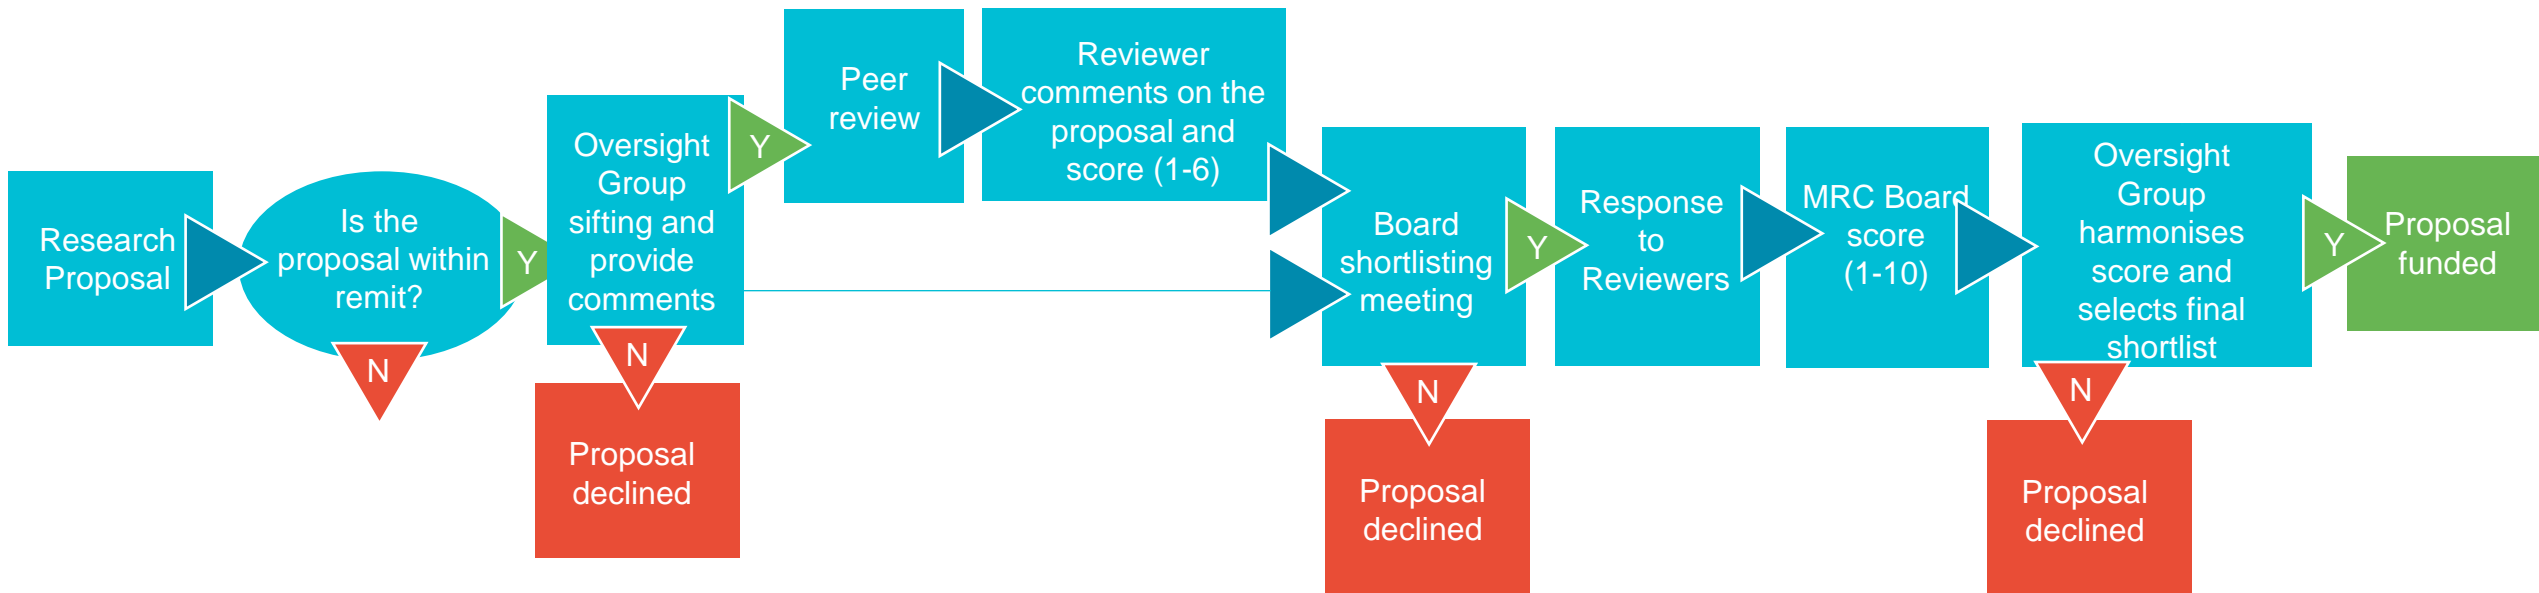 Research
Proposal
Is the
proposal within
remit?
N
Y
Oversight
Group
sifting and
provide
comments
N
Proposal
declined
Y
Peer
review
Reviewer
comments on the
proposal and
score (1-6)
Board
shortlisting
meeting
N
Proposal
declined
Y
Response
to
Reviewers
MRC Board
score
(1-10)
Oversight
Group
harmonises
score and
selects final
shortlist
N
Proposal
declined
Y
Proposal
funded